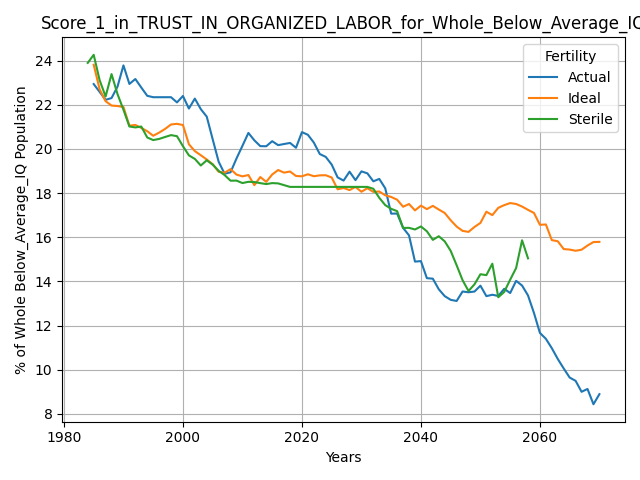 Score_1_in_TRUST_IN_ORGANIZED_LABOR_for_Whole_Below_Average_IQ
Fertility
Actual
Ideal
Sterile
% of Whole Below_Average_IQ Population
24
22
20
18
16
14
12
10
8
1980 2000 2020 2040 2060
Years